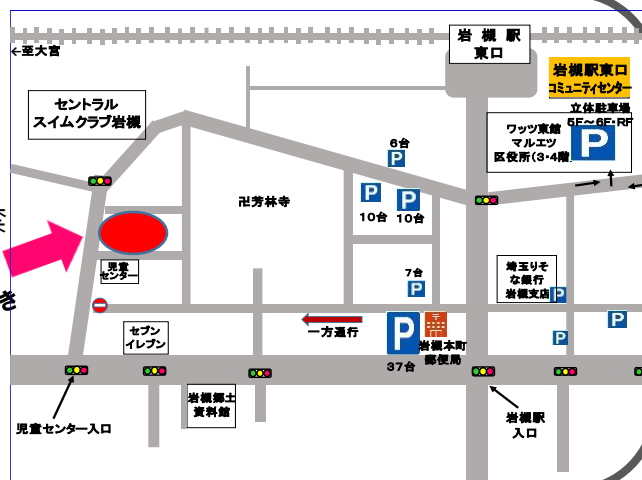 岩槻駅
東口
←至大宮
岩槻駅東口
コミュニティセンター
立体駐車場
5F～6F・RF
セントラル
スイムクラブ岩槻
ワッツ東館
マルエツ
区役所(3・4階
P
6台
P
P
P
10台
10台
卍芳林寺
児童
センター
7台
P
埼玉りそ
な銀行
岩槻支店
P
P
P
き
一方通行
セブン
イレブン
P
37台
岩槻本町
郵便局
岩槻郷土
資料館
児童センター入口
岩槻駅
入口